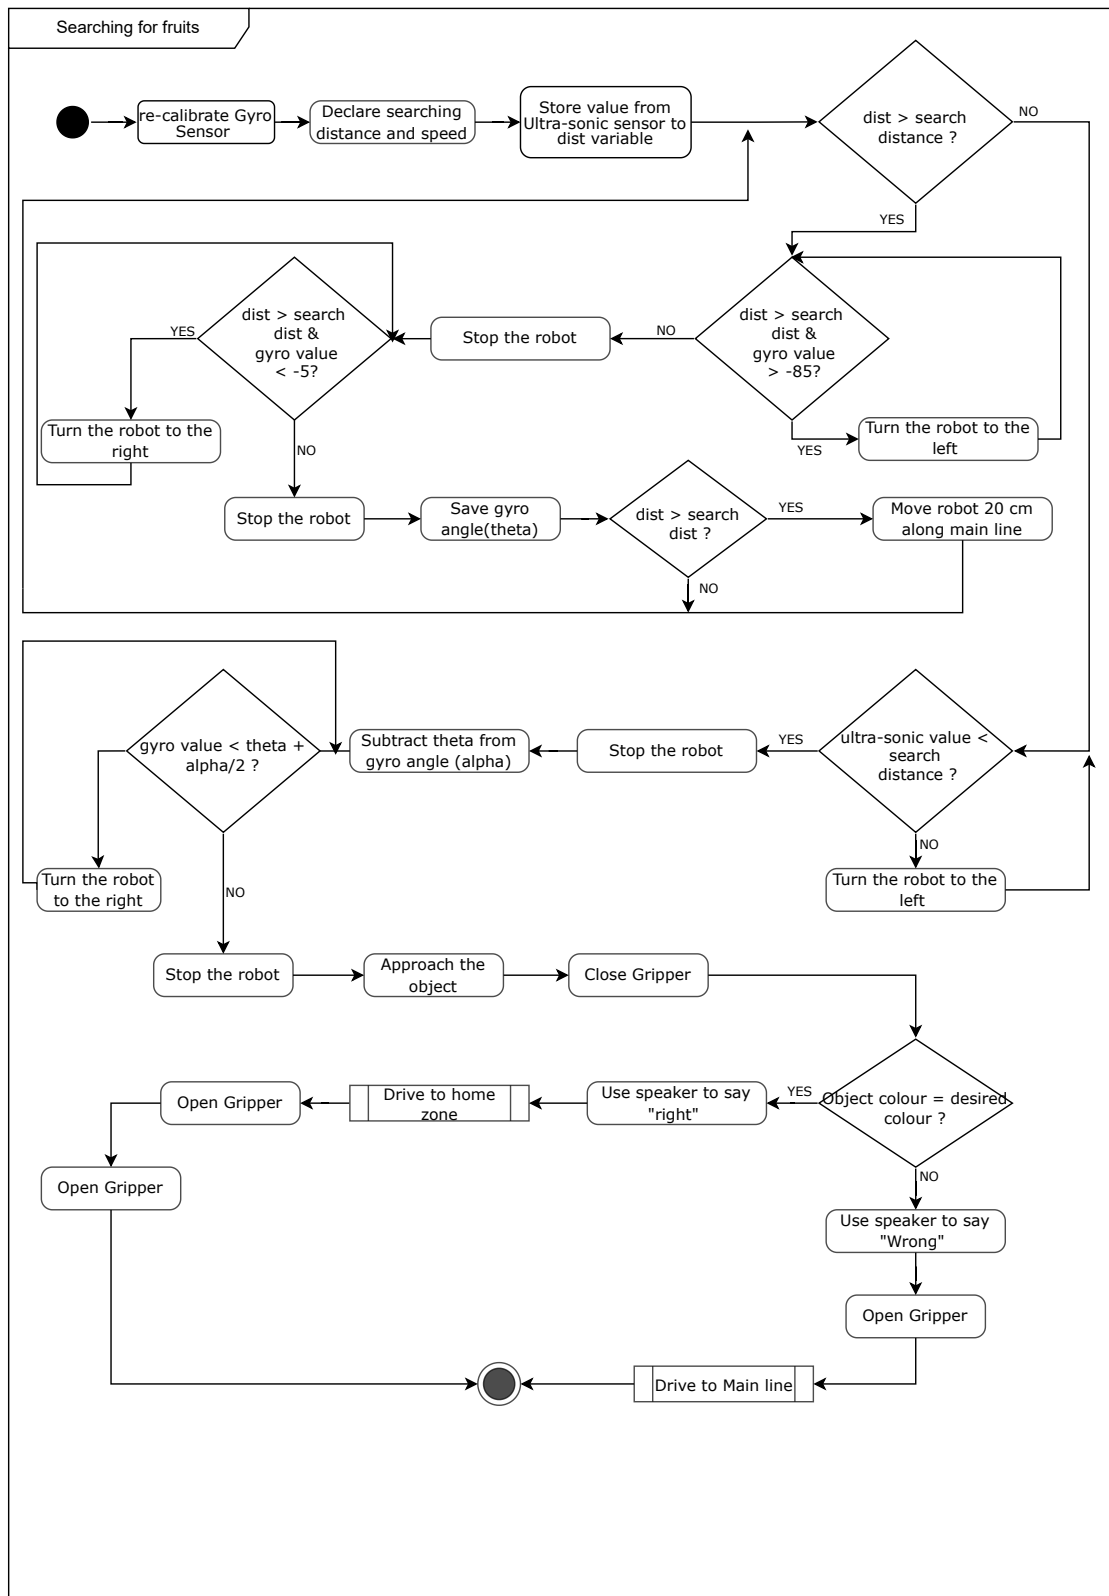 Searching for fruits
re-calibrate Gyro
Sensor
Declare searching
distance and speed
Store value from
Ultra-sonic sensor to
dist variable
dist > search
distance ?
NO
YES
dist > search
dist &
gyro value
< -5?
YES
Stop the robot
NO
dist > search
dist &
gyro value
> -85?
Turn the robot to the
right
NO
YES
Turn the robot to the
left
Stop the robot
Save gyro
angle(theta)
dist > search
dist ?
YES
Move robot 20 cm
along main line
NO
gyro value < theta +
alpha/2 ?
Subtract theta from
gyro angle (alpha)
Stop the robot
YES
ultra-sonic value <
search
distance ?
NO
Turn the robot
to the right
NO
Turn the robot to the
left
Stop the robot
Approach the
object
Close Gripper
Open Gripper
Drive to home
zone
Use speaker to say
"right"
YES
Object colour = desired
colour ?
NO
Open Gripper
Use speaker to say
"Wrong"
Open Gripper
Drive to Main line